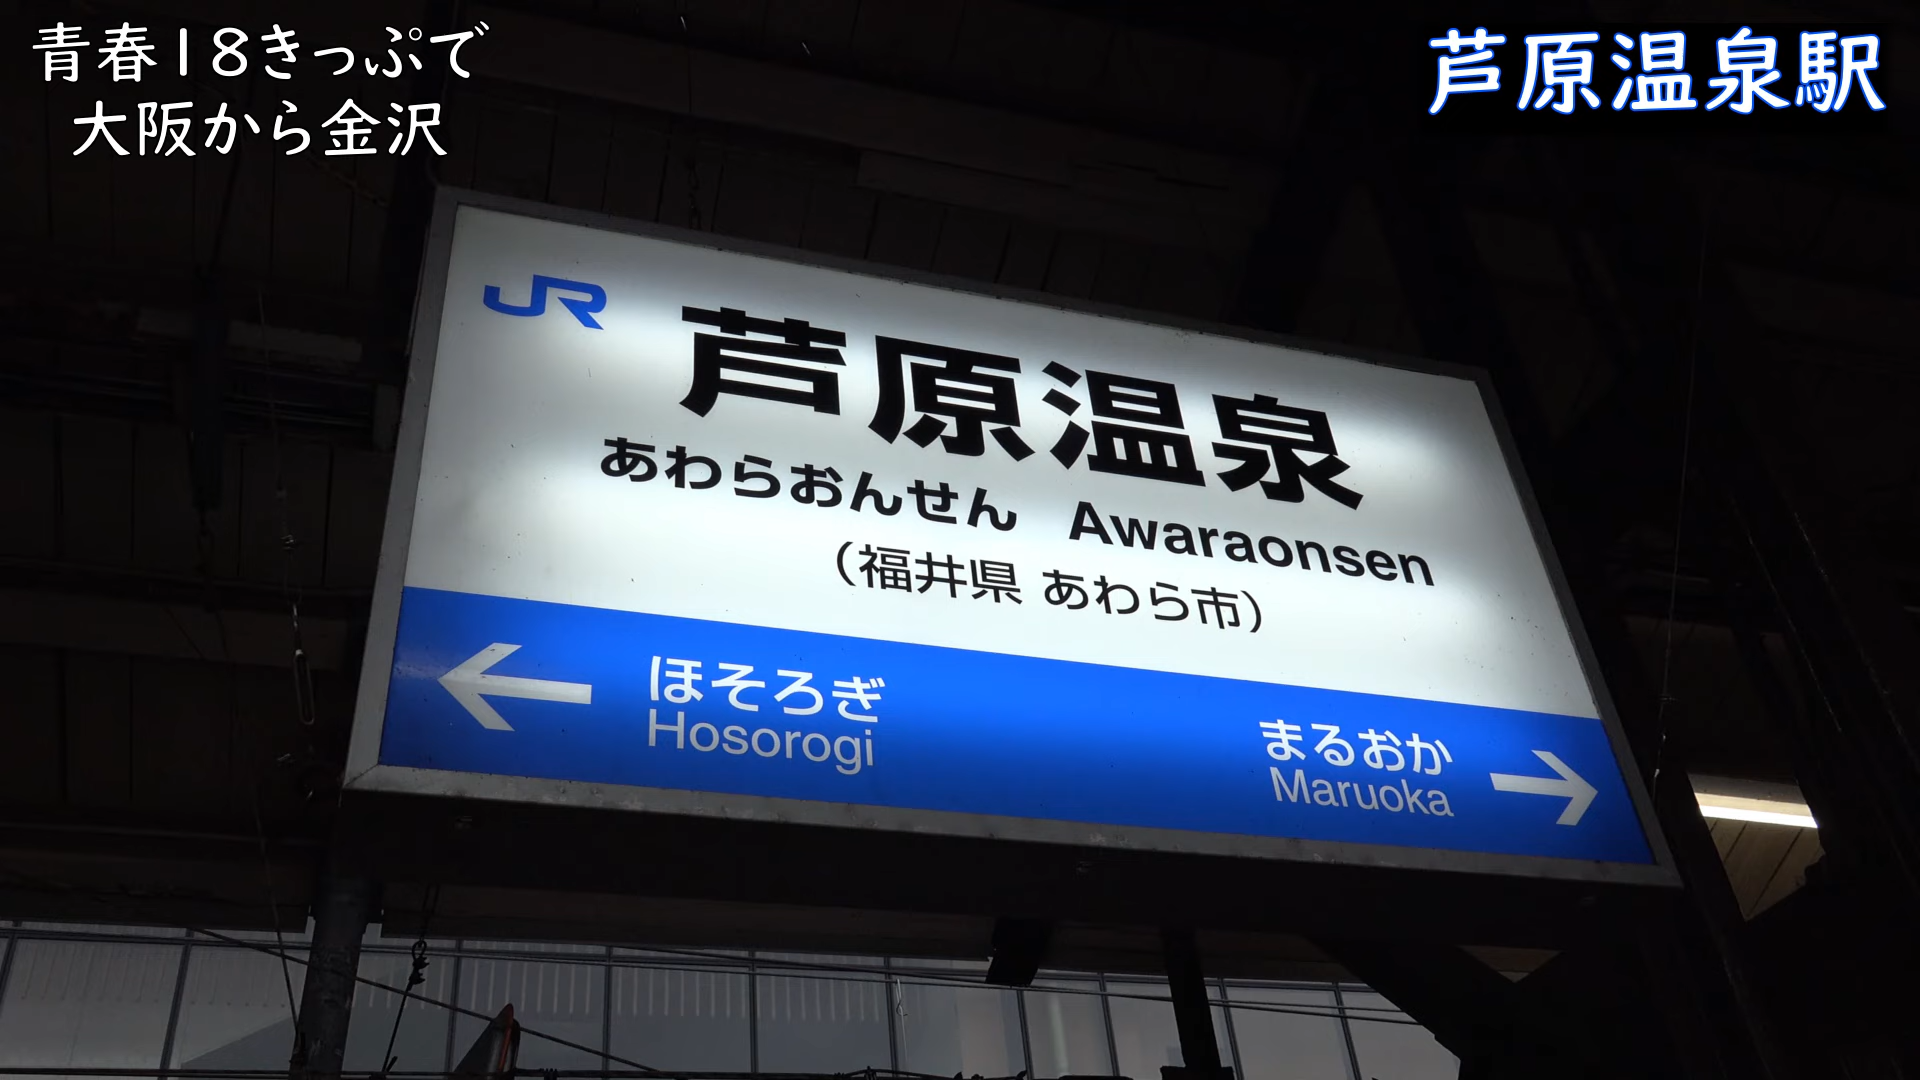 青春18きっぷで
大阪から金沢
芦原温泉駅
JR
芦原温泉
あわらおんせん Awaraonsen
（福井県 あわら市）
← ほそろぎ
Hosorogi
まるおか →
Maruoka